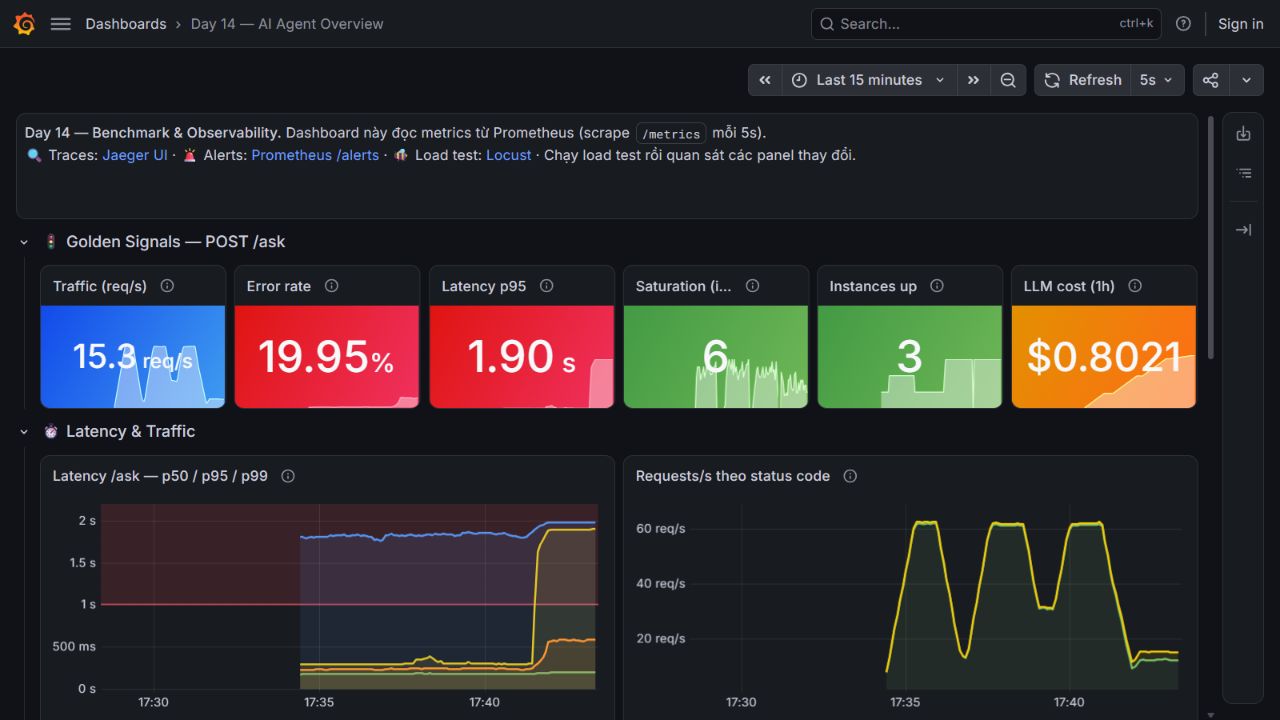 Dashboards › Day 14 — AI Agent Overview
Search...
ctrl+k
Sign in
Last 15 minutes
Refresh
5s
Day 14 — Benchmark & Observability. Dashboard này đọc metrics từ Prometheus (scrape /metrics mỗi 5s).
🔍 Traces: Jaeger UI · 🚨 Alerts: Prometheus /alerts · 🐝 Load test: Locust · Chạy load test rồi quan sát các panel thay đổi.
🚦 Golden Signals — POST /ask
Traffic (req/s)
15.3 req/s
Error rate
19.95%
Latency p95
1.90 s
Saturation (i...
6
Instances up
3
LLM cost (1h)
$0.8021
⏱️ Latency & Traffic
Latency /ask — p50 / p95 / p99
2 s
1.5 s
1 s
500 ms
0 s
17:30
17:35
17:40
Requests/s theo status code
60 req/s
40 req/s
20 req/s
17:30
17:35
17:40